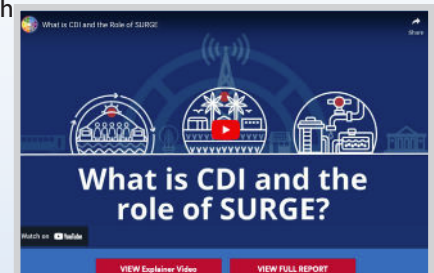 h
What is CDI and the Role of SURGE
Share
What is CDI and the
role of SURGE?
Watch on YouTube
VIEW Explainer Video
VIEW FULL REPORT